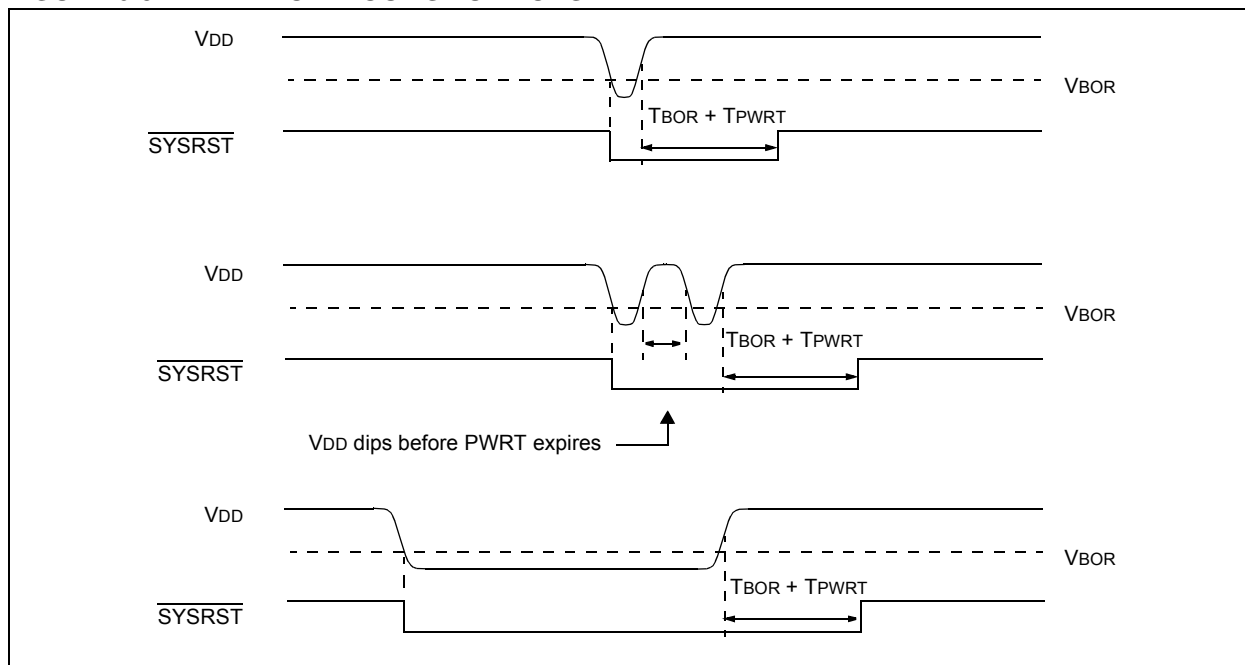 VDD
VBOR
TBOR + TPWRT
SYSRST
VDD
VBOR
TBOR + TPWRT
SYSRST
VDD dips before PWRT expires
VDD
VBOR
TBOR + TPWRT
SYSRST